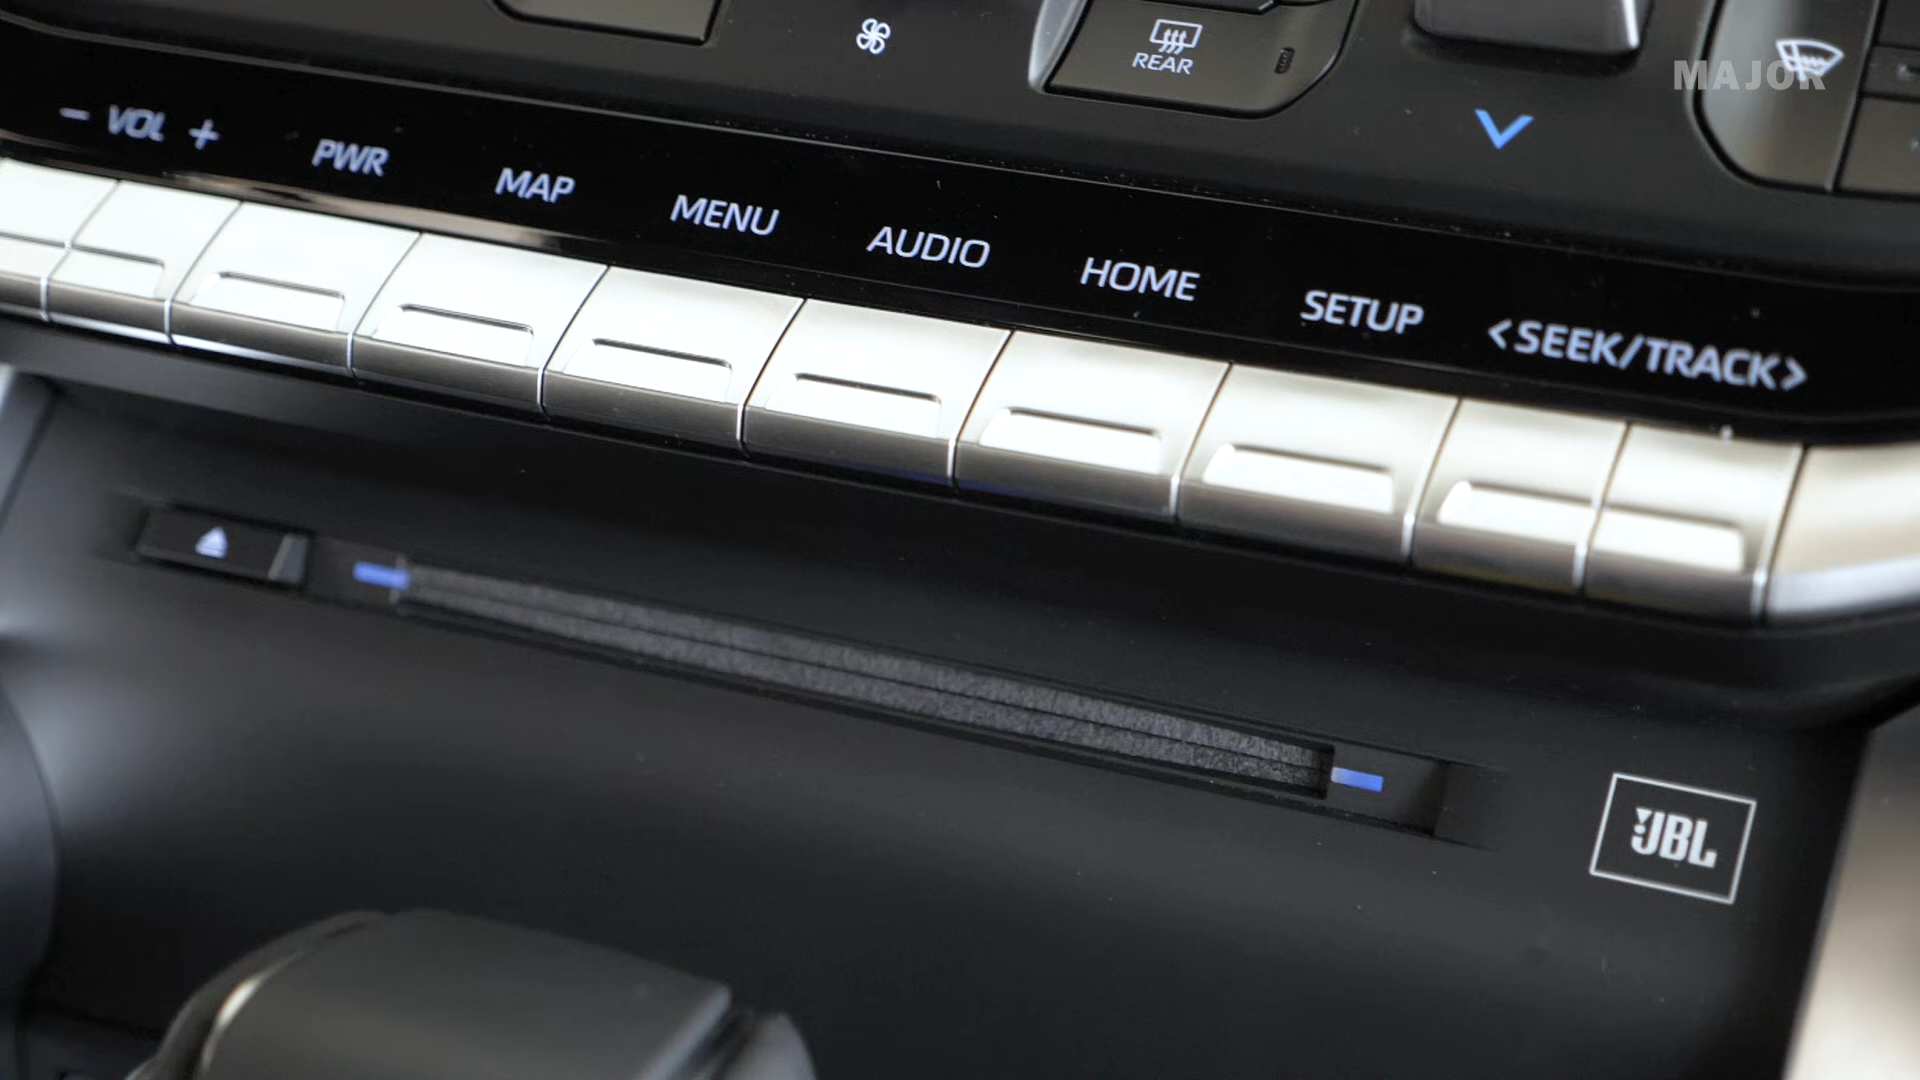 REAR
MAJOR
- VOL +
PWR
MAP
MENU
AUDIO
HOME
SETUP
<SEEK/TRACK>
JBL